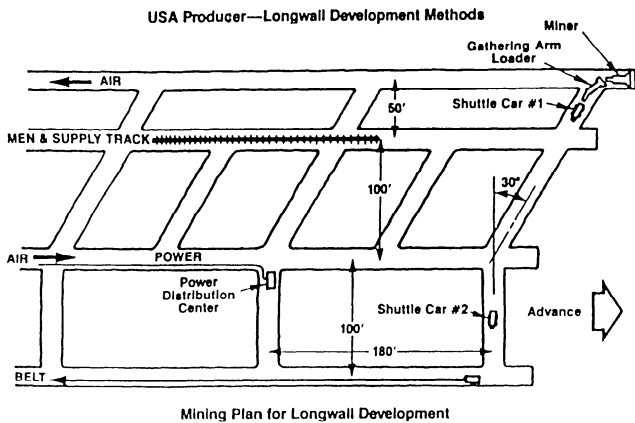 USA Producer—Longwall Development Methods
Miner
Gathering Arm
Loader
AIR
50'
Shuttle Car #1
MEN & SUPPLY TRACK
100'
30°
AIR
POWER
Power
Distribution
Center
100'
Shuttle Car #2
Advance
180'
BELT
Mining Plan for Longwall Development